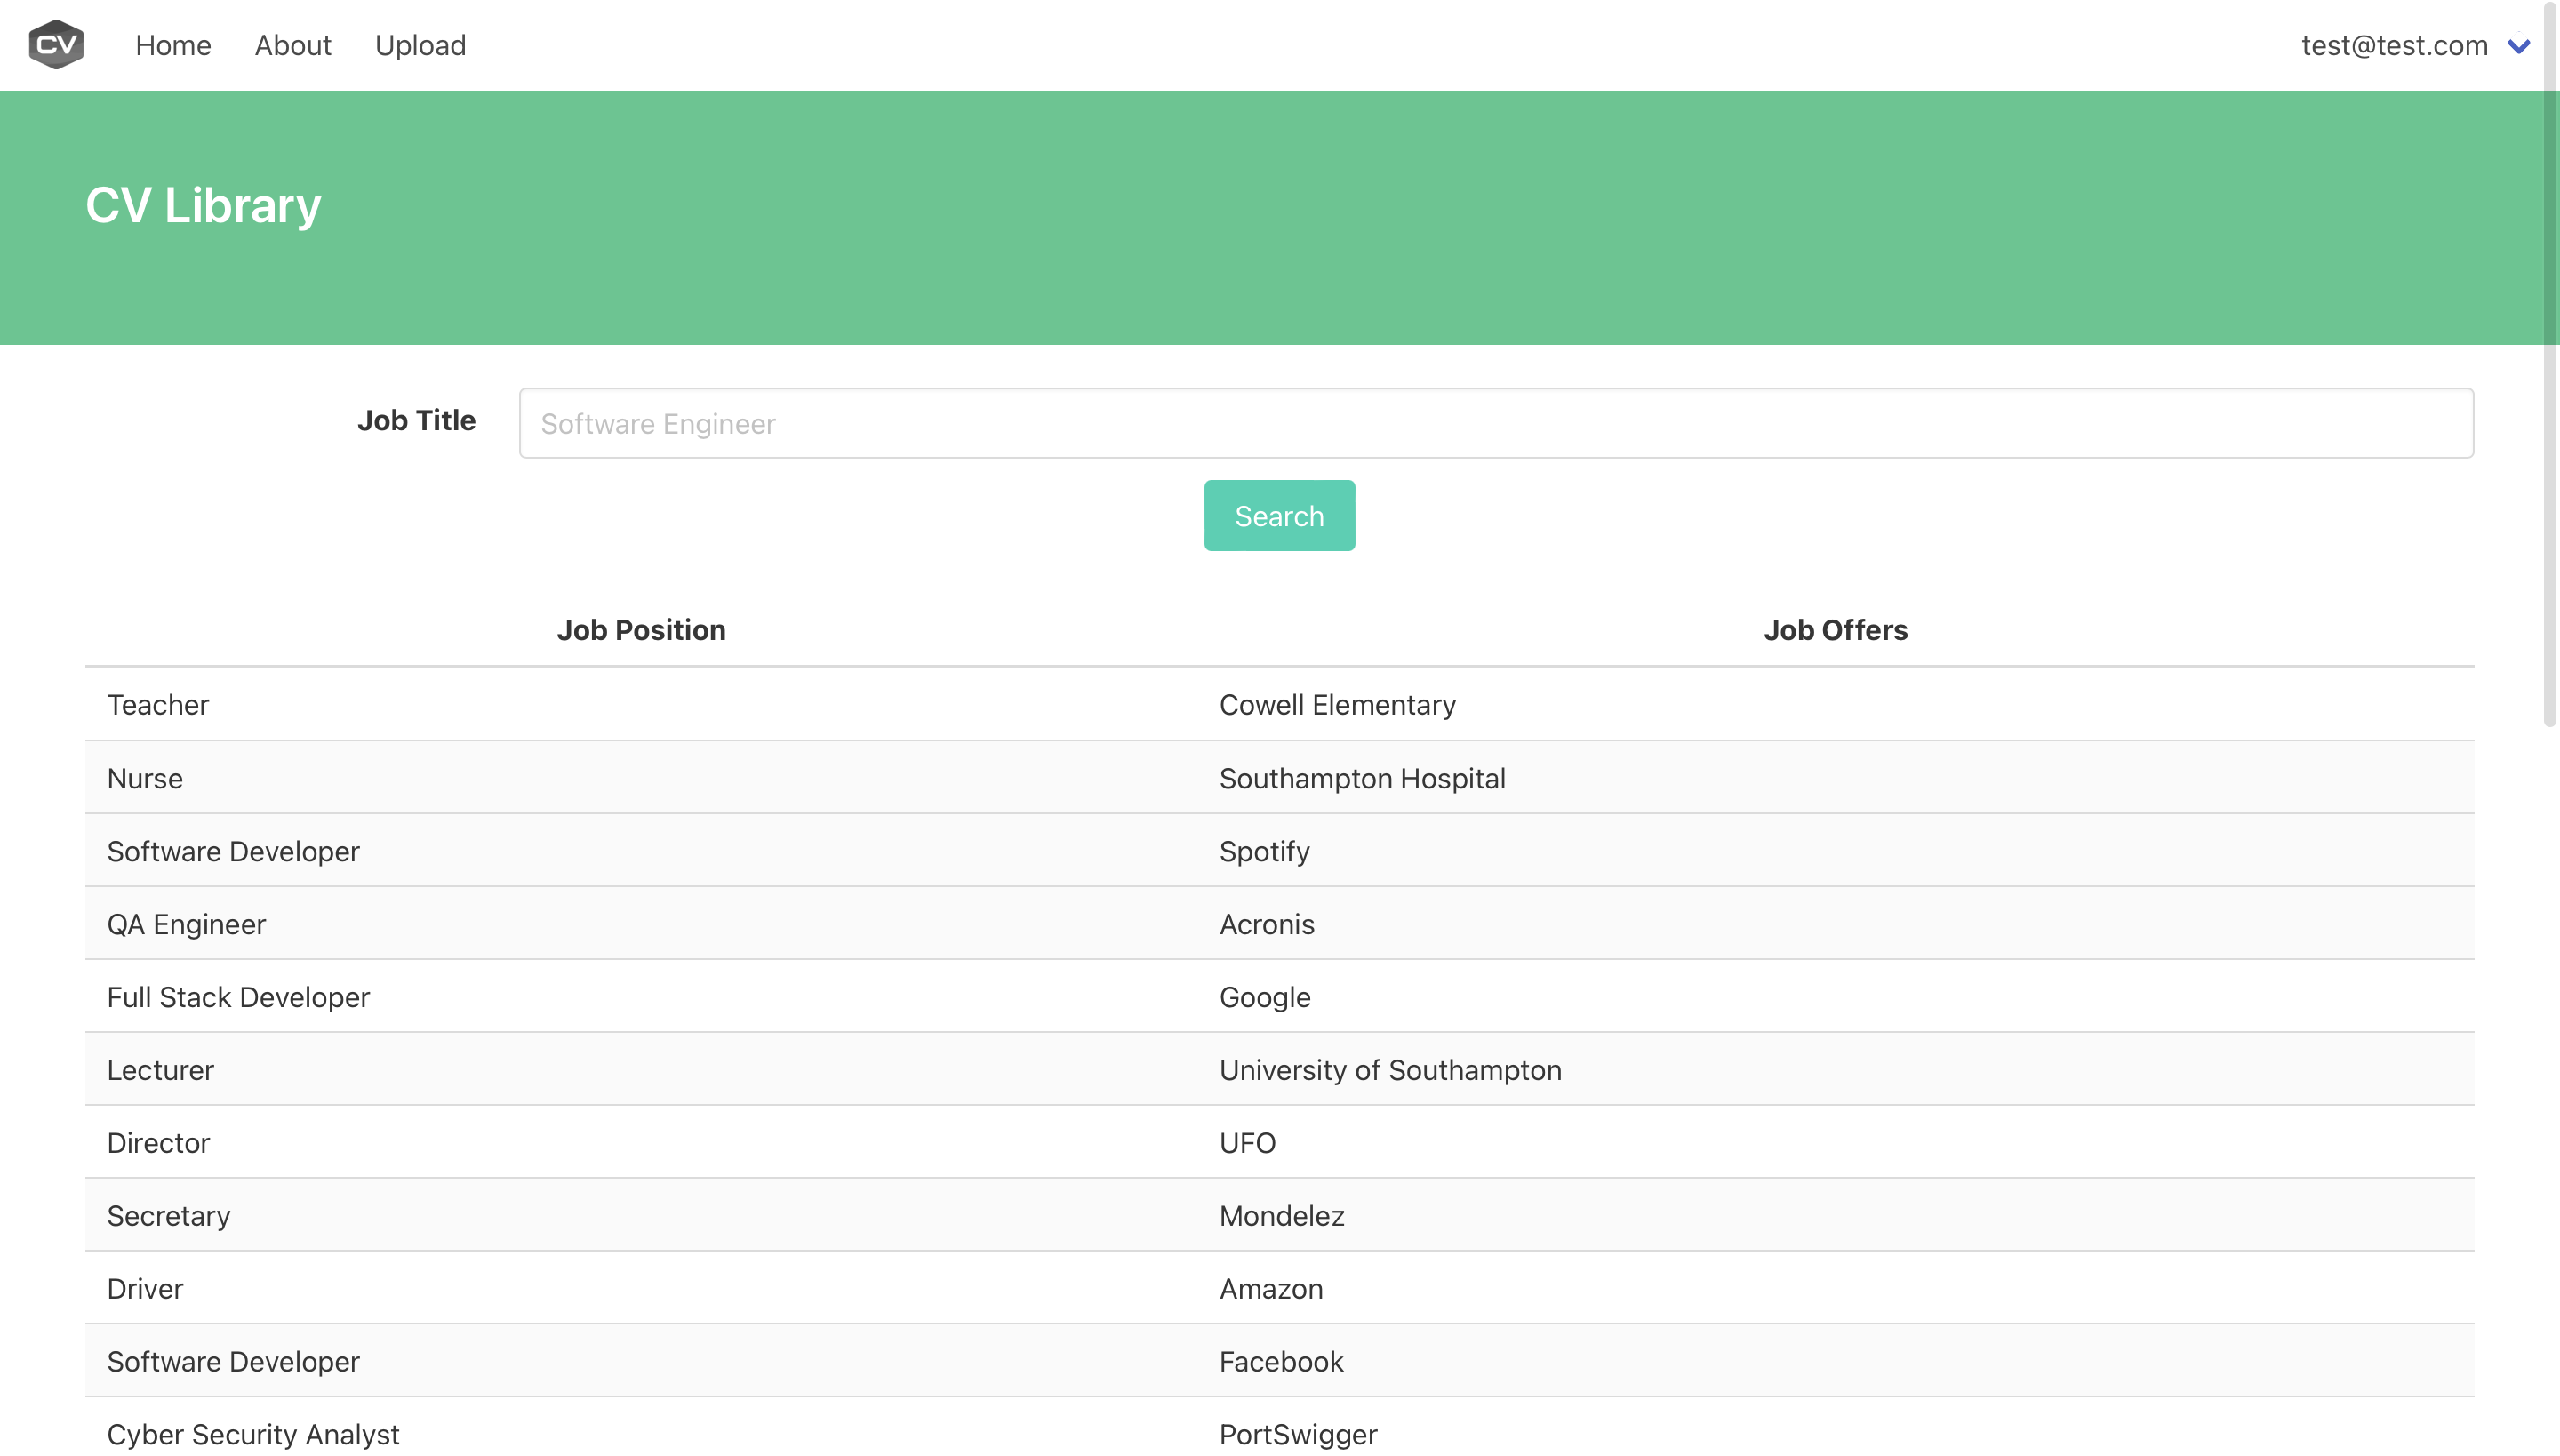 CV Home About Upload test@test.com
CV Library
Job Title Software Engineer
Search
Job Position Job Offers
Teacher Cowell Elementary
Nurse Southampton Hospital
Software Developer Spotify
QA Engineer Acronis
Full Stack Developer Google
Lecturer University of Southampton
Director UFO
Secretary Mondelez
Driver Amazon
Software Developer Facebook
Cyber Security Analyst PortSwigger